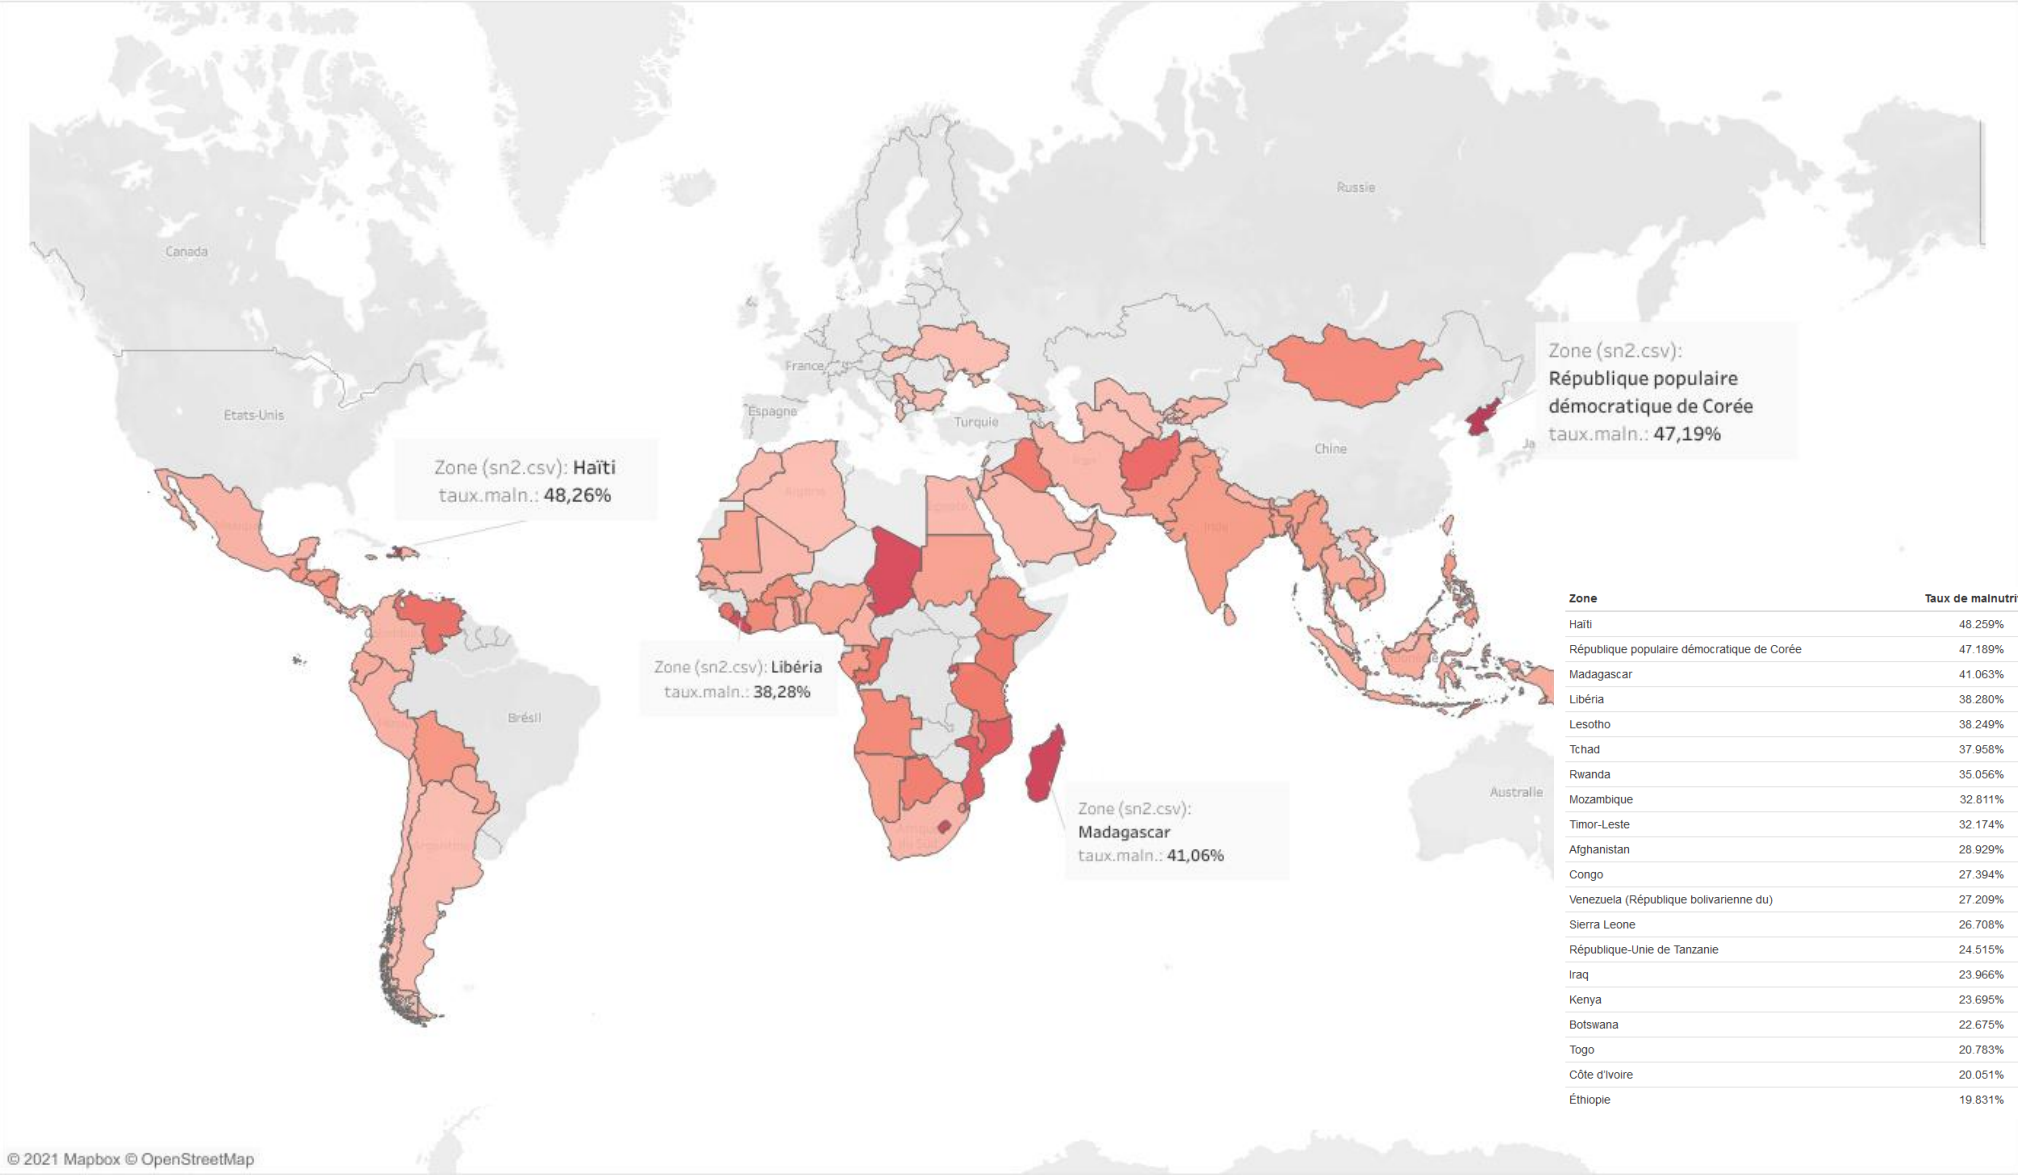 Russie
Canada
Etats-Unis
France
Espagne
Turquie
Chine
Ja
Brésil
Australie
Zone (sn2.csv): Haïti
taux.maln.: 48,26%
Zone (sn2.csv):
République populaire
démocratique de Corée
taux.maln.: 47,19%
Zone (sn2.csv): Libéria
taux.maln.: 38,28%
Zone (sn2.csv):
Madagascar
taux.maln.: 41,06%
Zone Taux de malnutri
Haïti 48.259%
République populaire démocratique de Corée 47.189%
Madagascar 41.063%
Libéria 38.280%
Lesotho 38.249%
Tchad 37.958%
Rwanda 35.056%
Mozambique 32.811%
Timor-Leste 32.174%
Afghanistan 28.929%
Congo 27.394%
Venezuela (République bolivarienne du) 27.209%
Sierra Leone 26.708%
République-Unie de Tanzanie 24.515%
Iraq 23.966%
Kenya 23.695%
Botswana 22.675%
Togo 20.783%
Côte d'Ivoire 20.051%
Éthiopie 19.831%
© 2021 Mapbox © OpenStreetMap